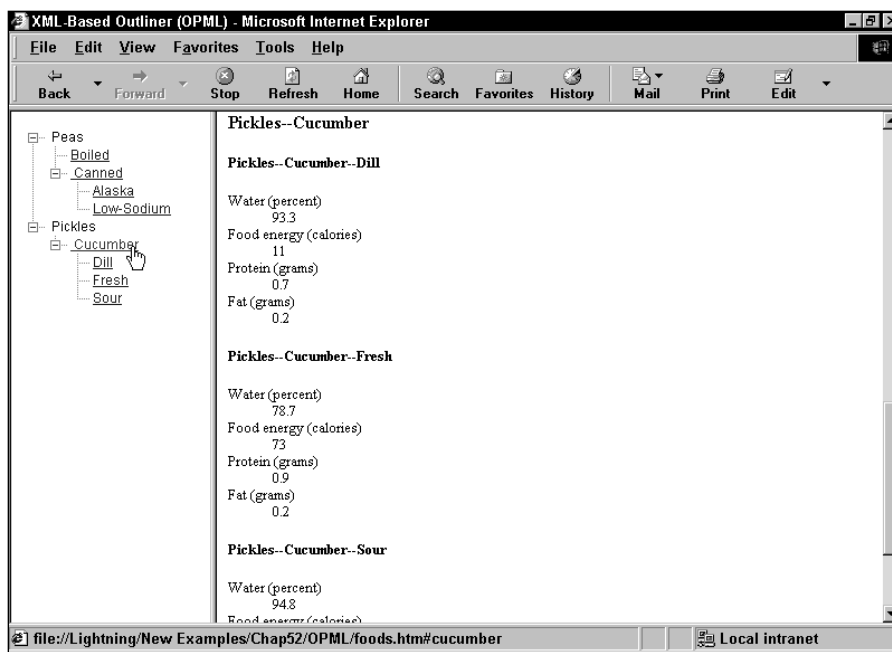 XML-Based Outliner (OPML) - Microsoft Internet Explorer
File Edit View Favorites Tools Help
Back Forward Stop Refresh Home Search Favorites History Mail Print Edit
Peas
Boiled
Canned
Alaska
Low-Sodium
Pickles
Cucumber
Dill
Fresh
Sour
Pickles--Cucumber
Pickles--Cucumber--Dill
Water (percent)
93.3
Food energy (calories)
11
Protein (grams)
0.7
Fat (grams)
0.2
Pickles--Cucumber--Fresh
Water (percent)
78.7
Food energy (calories)
73
Protein (grams)
0.9
Fat (grams)
0.2
Pickles--Cucumber--Sour
Water (percent)
94.8
Food energy (calories)
file://Lightning/New Examples/Chap52/OPML/foods.htm#cucumber
Local intranet